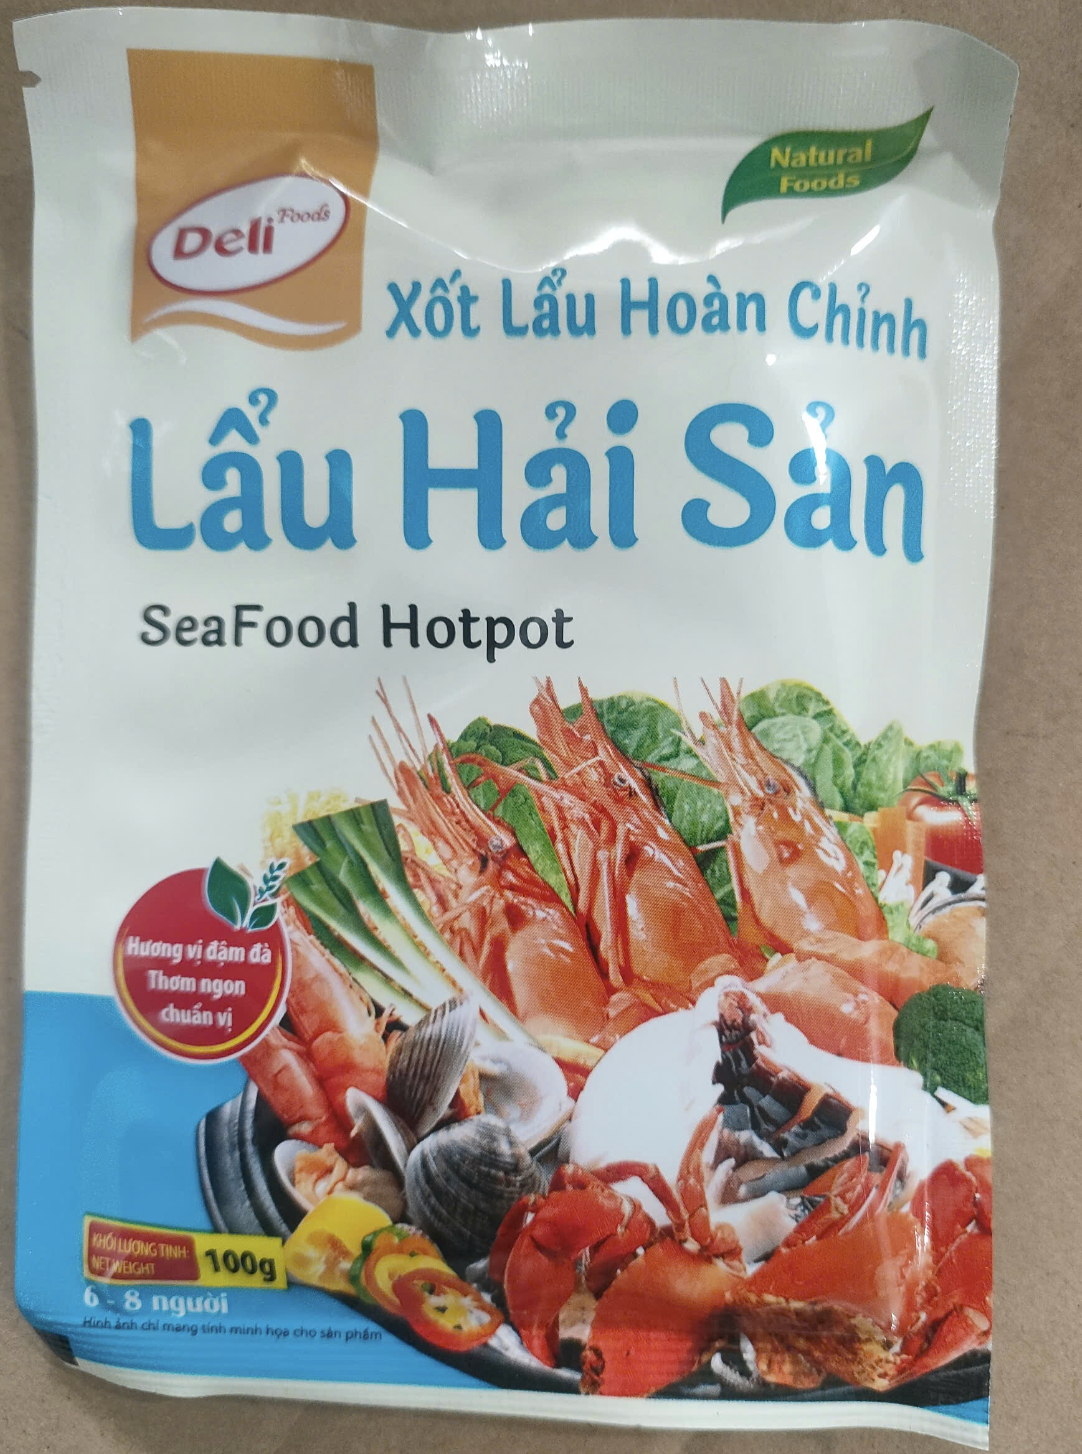 Natural
Foods
Deli Foods
Xốt Lẩu Hoàn Chỉnh
Lẩu Hải Sản
SeaFood Hotpot
Hương vị đậm đà
Thơm ngon
chuẩn vị
KHỐI LƯỢNG TỊNH:
NET WEIGHT
100g
6 - 8 người
Hình ảnh chỉ mang tính minh họa cho sản phẩm